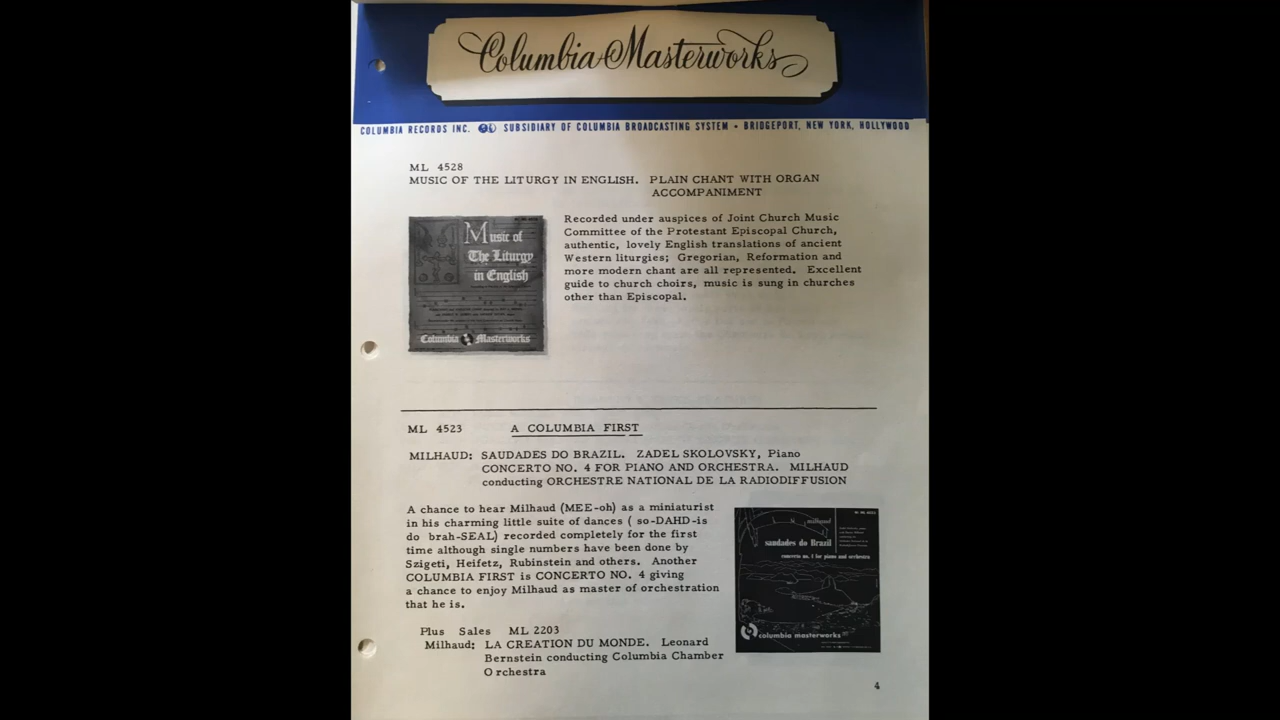 Columbia Masterworks
COLUMBIA RECORDS INC. SUBSIDIARY OF COLUMBIA BROADCASTING SYSTEM • BRIDGEPORT, NEW YORK, HOLLYWOOD
ML 4528
MUSIC OF THE LITURGY IN ENGLISH. PLAIN CHANT WITH ORGAN
ACCOMPANIMENT
Music of
The Liturgy
in English
Columbia Masterworks
Recorded under auspices of Joint Church Music
Committee of the Protestant Episcopal Church,
authentic, lovely English translations of ancient
Western liturgies; Gregorian, Reformation and
more modern chant are all represented. Excellent
guide to church choirs, music is sung in churches
other than Episcopal.
ML 4523 A COLUMBIA FIRST
MILHAUD: SAUDADES DO BRAZIL. ZADEL SKOLOVSKY, Piano
CONCERTO NO. 4 FOR PIANO AND ORCHESTRA. MILHAUD
conducting ORCHESTRE NATIONAL DE LA RADIODIFFUSION
A chance to hear Milhaud (MEE-oh) as a miniaturist
in his charming little suite of dances ( so-DAHD-is
do brah-SEAL) recorded completely for the first
time although single numbers have been done by
Szigeti, Heifetz, Rubinstein and others. Another
COLUMBIA FIRST is CONCERTO NO. 4 giving
a chance to enjoy Milhaud as master of orchestration
that he is.
milhaud
saudades do Brazil
concerto no. 4 for piano and orchestra
columbia masterworks
Plus Sales ML 2203
Milhaud: LA CREATION DU MONDE. Leonard
Bernstein conducting Columbia Chamber
Orchestra
4